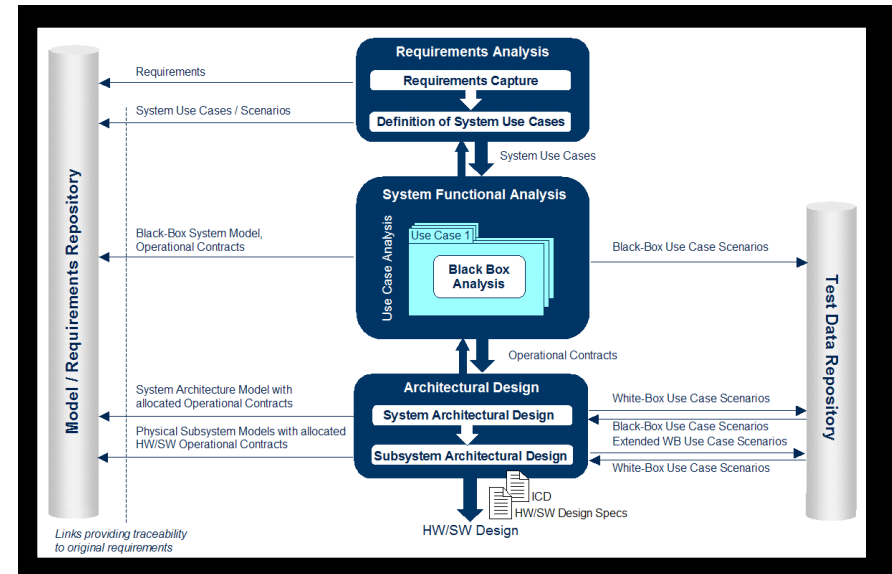 Requirements Analysis
Requirements Capture
Definition of System Use Cases
Requirements
System Use Cases / Scenarios
System Use Cases
Model / Requirements Repository
System Functional Analysis
Use Case Analysis
Use Case 1
Black Box
Analysis
Black-Box System Model,
Operational Contracts
Black-Box Use Case Scenarios
Test Data Repository
Operational Contracts
Architectural Design
System Architectural Design
Subsystem Architectural Design
System Architecture Model with
allocated Operational Contracts
Physical Subsystem Models with allocated
HW/SW Operational Contracts
White-Box Use Case Scenarios
Black-Box Use Case Scenarios
Extended WB Use Case Scenarios
White-Box Use Case Scenarios
ICD
HW/SW Design Specs
HW/SW Design
Links providing traceability
to original requirements